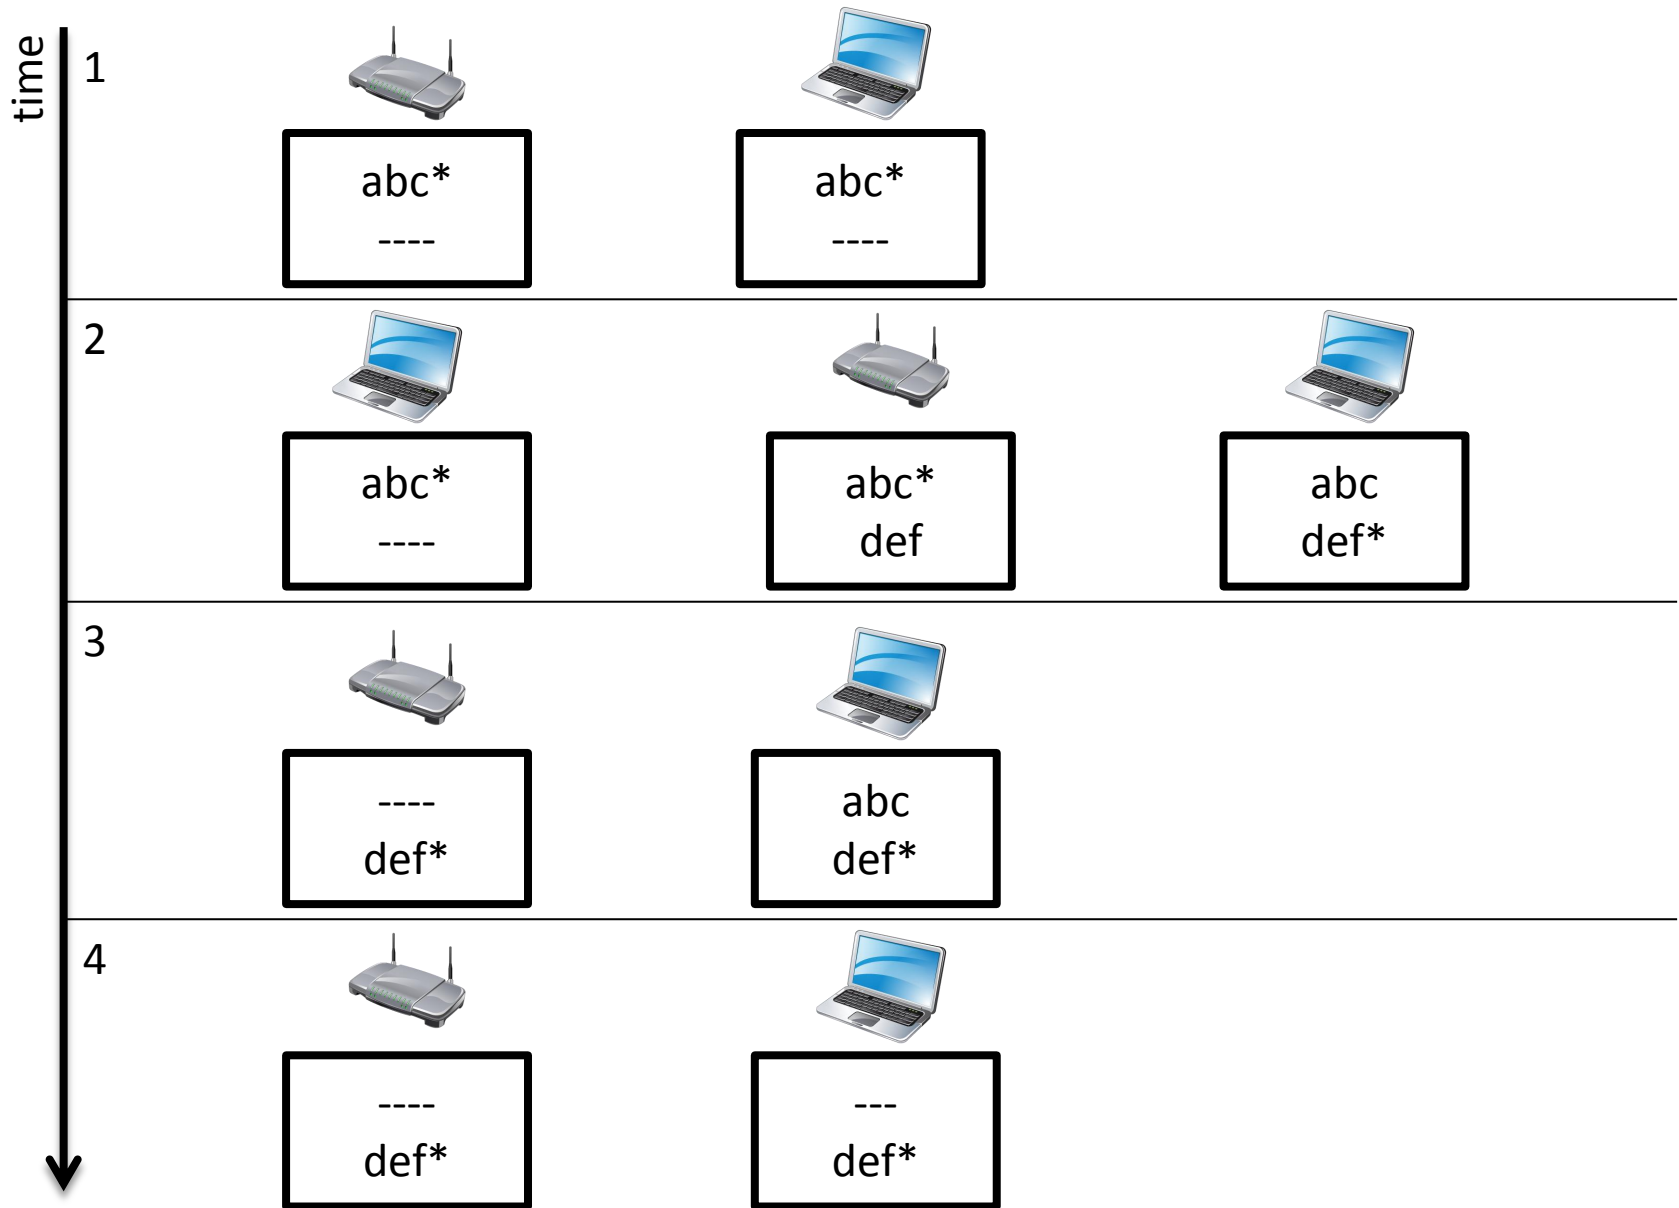 time
1
abc*
----
abc*
----
2
abc*
----
abc*
def
abc
def*
3
----
def*
abc
def*
4
----
def*
---
def*